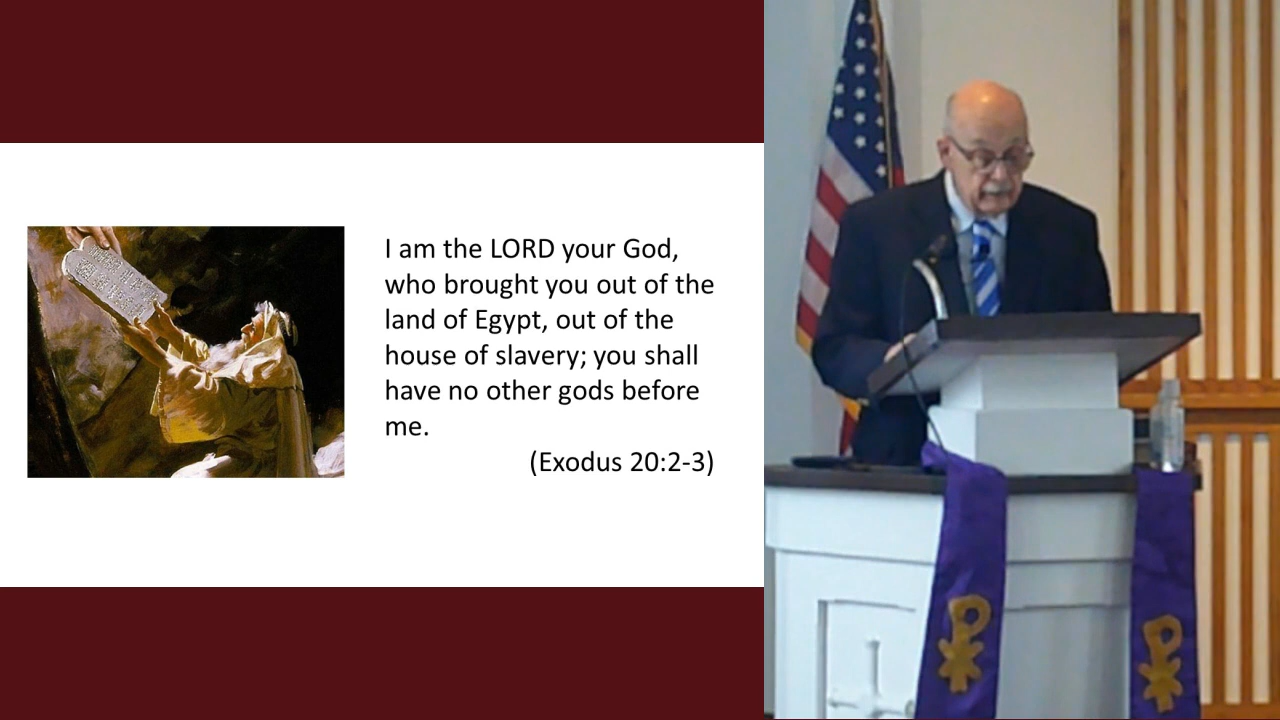 I am the LORD your God,
who brought you out of the
land of Egypt, out of the
house of slavery; you shall
have no other gods before
me.
(Exodus 20:2-3)